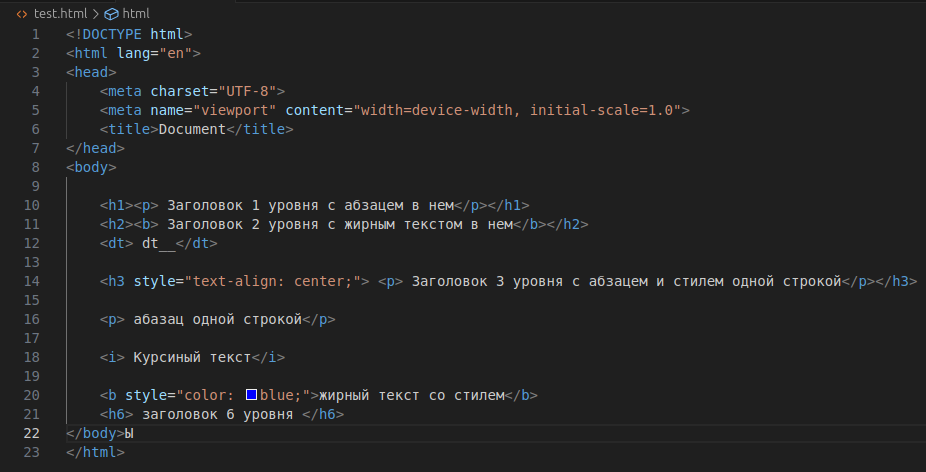 test.html > html
1 <!DOCTYPE html>
2 <html lang="en">
3 <head>
4 <meta charset="UTF-8">
5 <meta name="viewport" content="width=device-width, initial-scale=1.0">
6 <title>Document</title>
7 </head>
8 <body>
9
10 <h1><p> Заголовок 1 уровня с абзацем в нем</p></h1>
11 <h2><b> Заголовок 2 уровня с жирным текстом в нем</b></h2>
12 <dt> dt__</dt>
13
14 <h3 style="text-align: center;"> <p> Заголовок 3 уровня с абзацем и стилем одной строкой</p></h3>
15
16 <p> абазац одной строкой</p>
17
18 <i> Курсиный текст</i>
19
20 <b style="color: blue;">жирный текст со стилем</b>
21 <h6> заголовок 6 уровня </h6>
22 </body>Ы
23 </html>